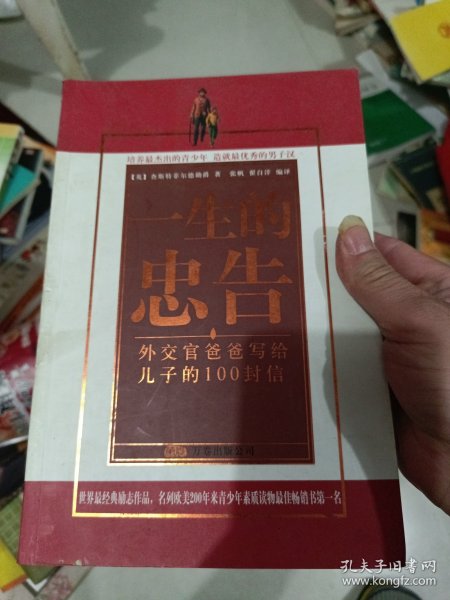 培养最杰出的青少年 造就最优秀的男子汉
【英】查斯特菲尔德勋爵 著 张帆 翟百洋 编译
一生的
忠告
外交官爸爸写给
儿子的100封信
万卷出版公司
世界最经典励志作品，名列欧美200年来青少年素质读物最佳畅销书第一名
孔夫子旧书网
www.kongfz.com